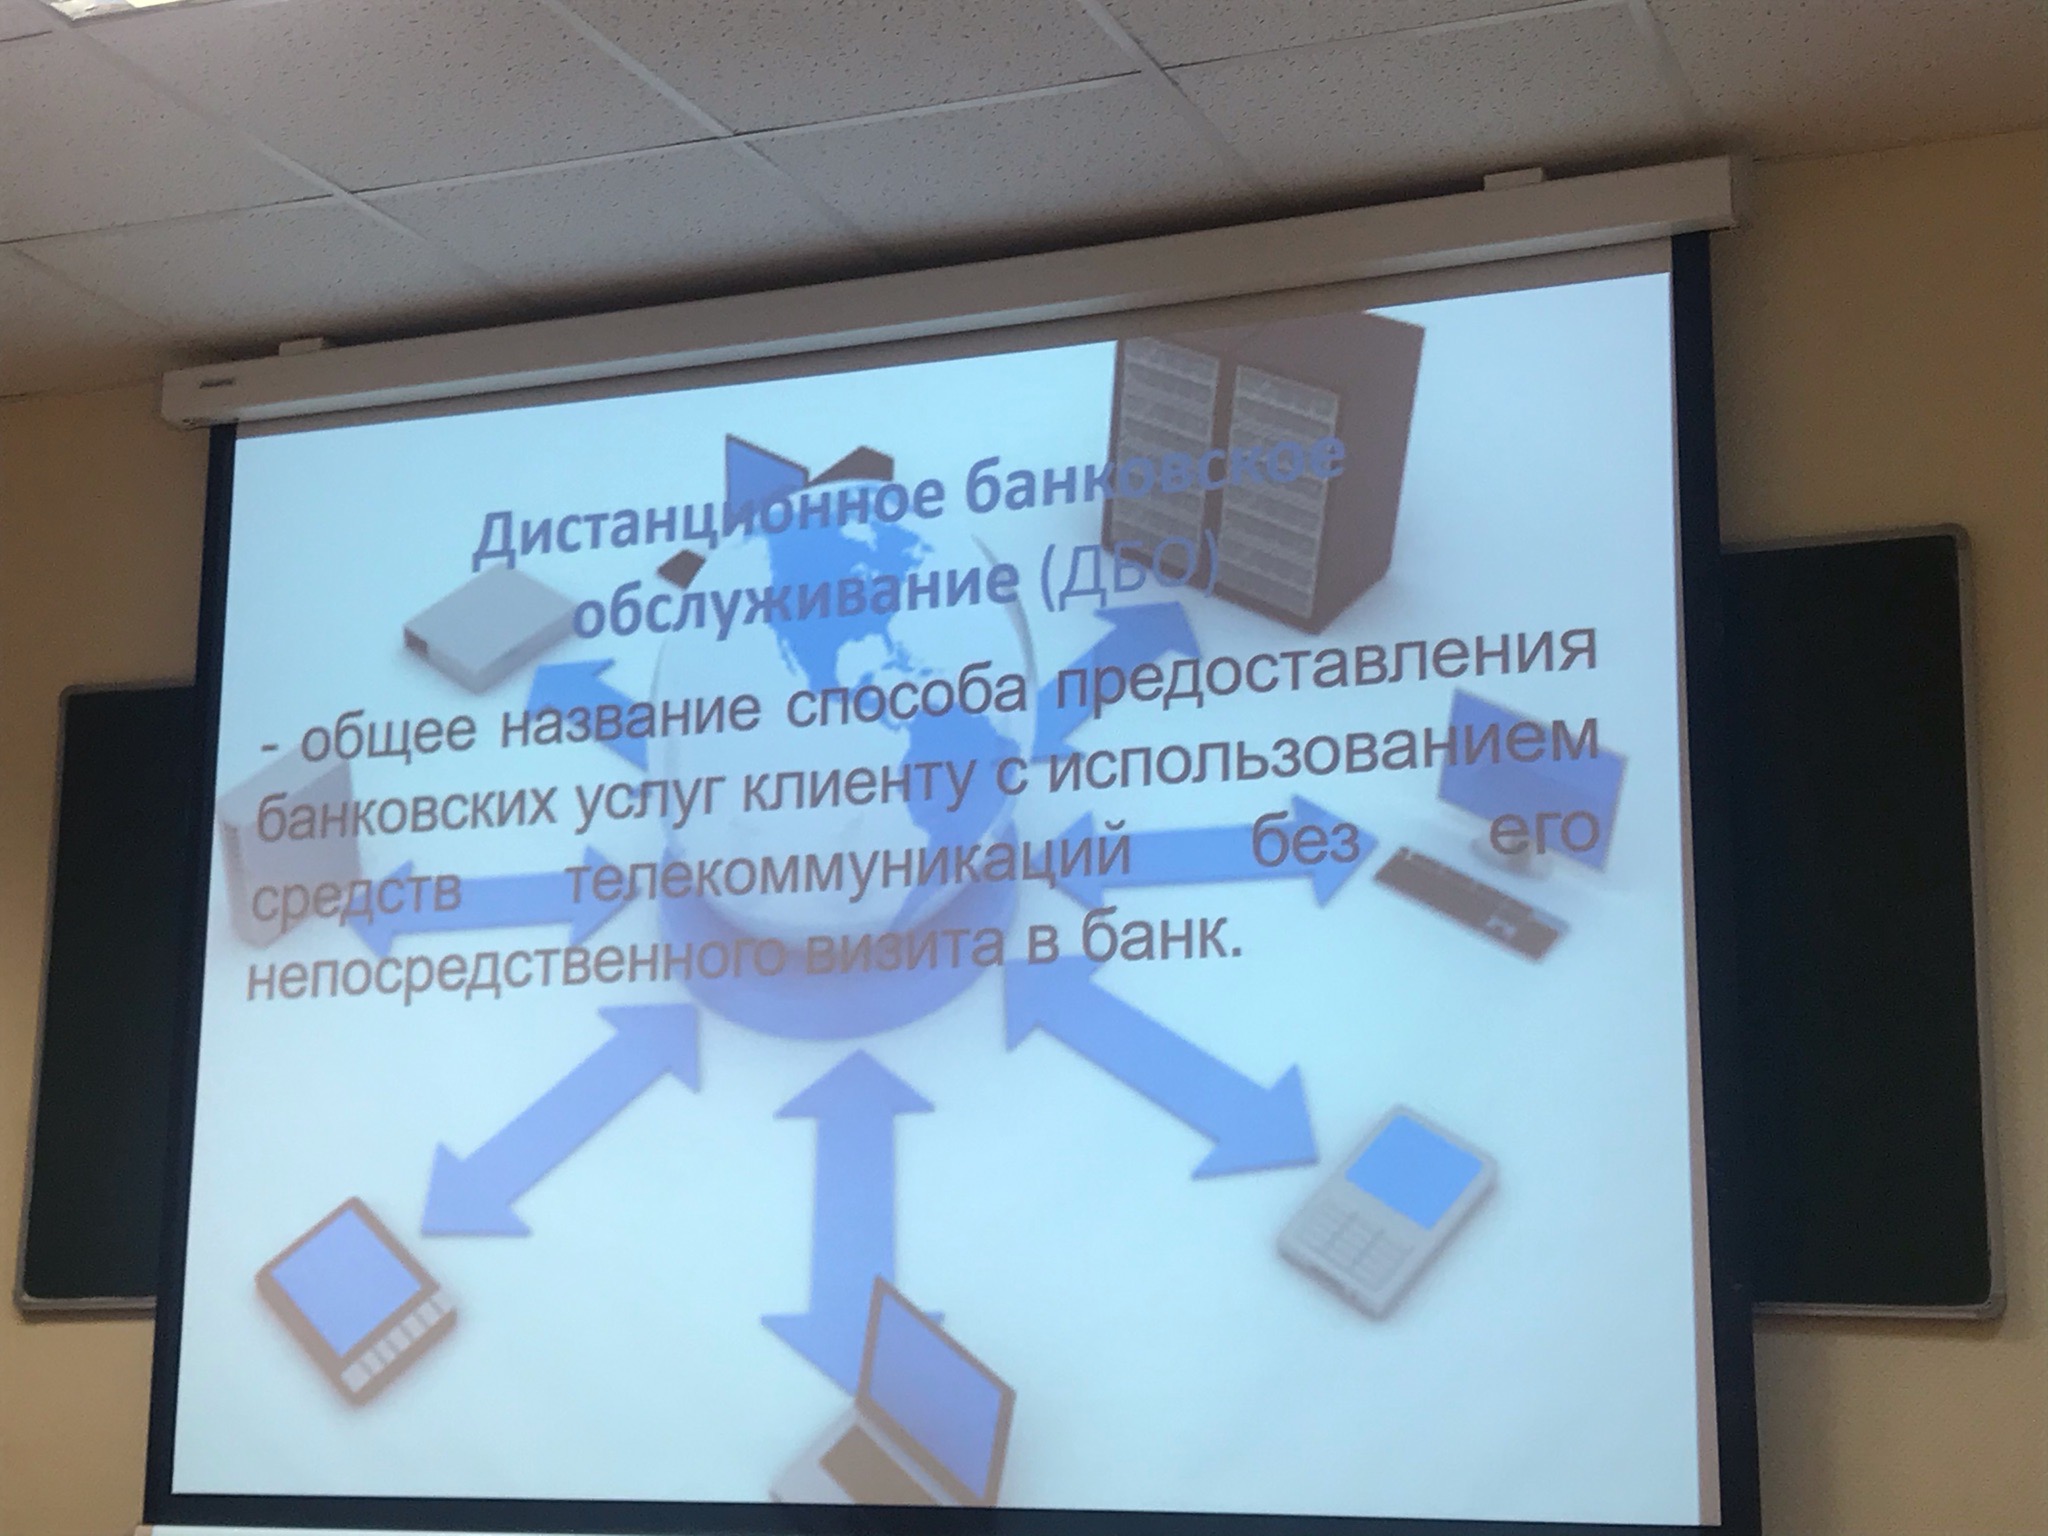 Дистанционное банковское
обслуживание (ДБО)
- общее название способа предоставления
банковских услуг клиенту с использованием
средств телекоммуникаций без его
непосредственного визита в банк.